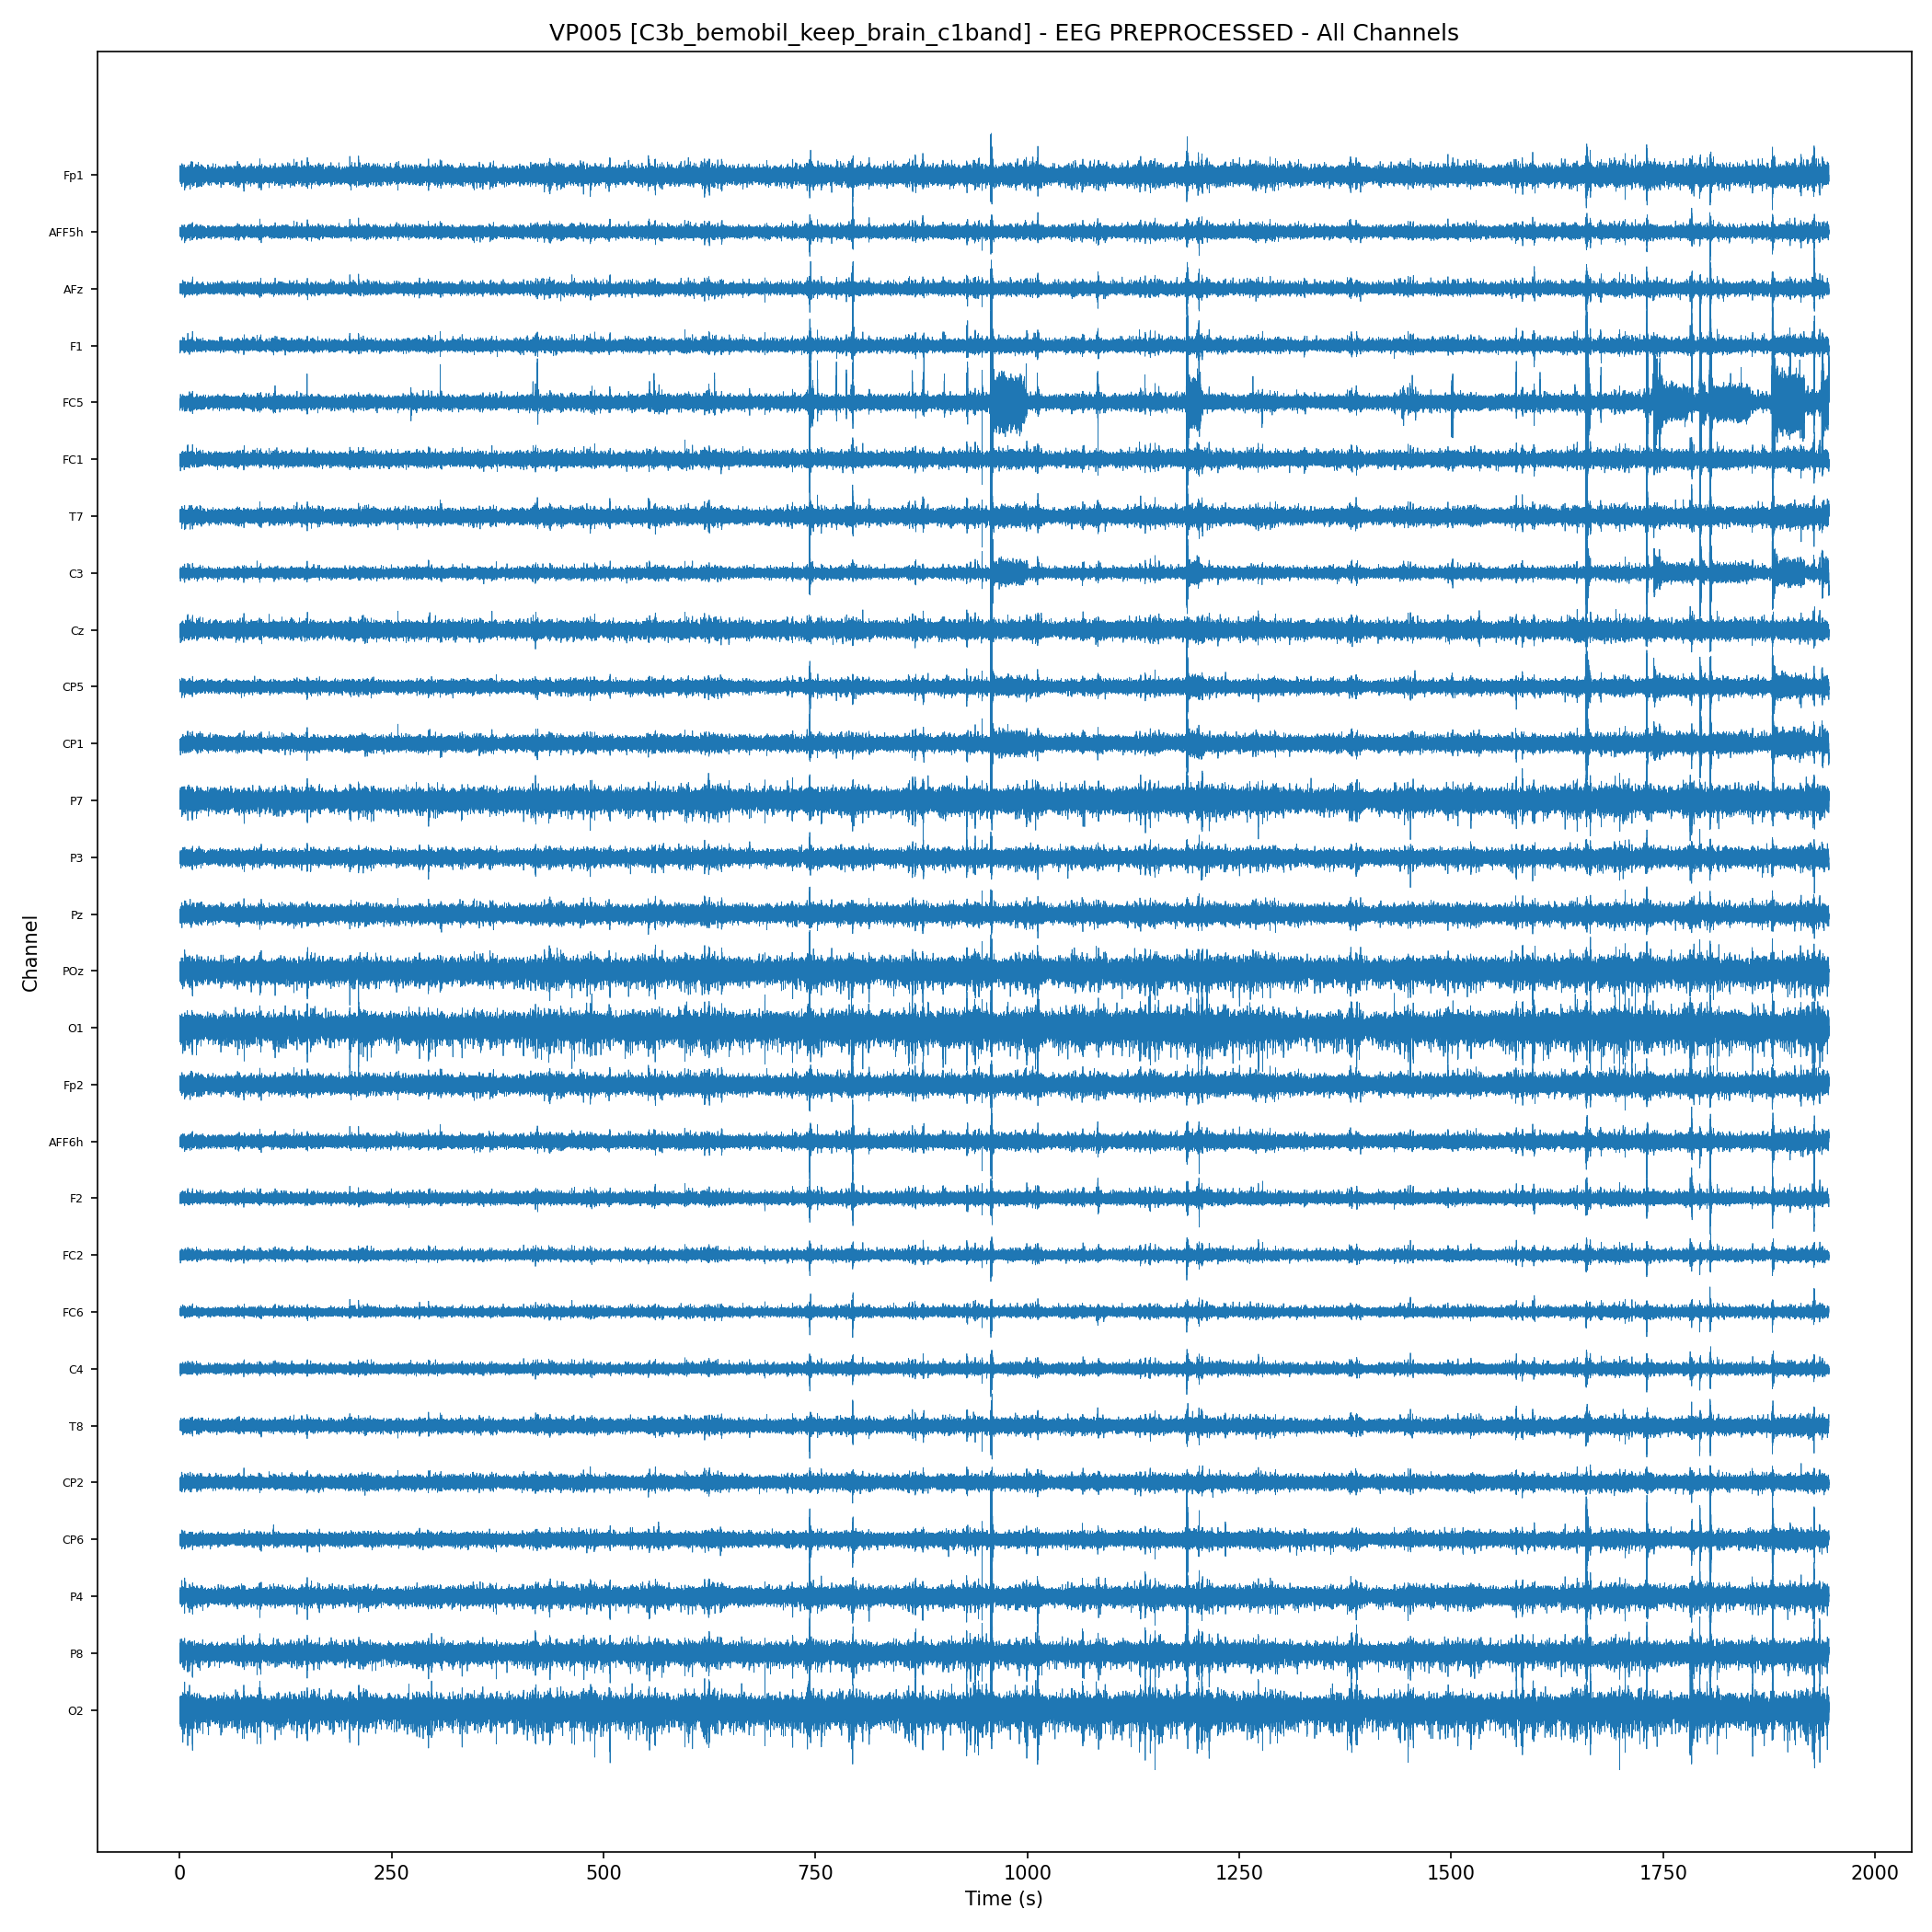 VP005 [C3b_bemobil_keep_brain_c1band] - EEG PREPROCESSED - All Channels
Fp1
AFF5h
AFz
F1
FC5
FC1
T7
C3
Cz
CP5
CP1
P7
P3
Pz
POz
O1
Fp2
AFF6h
F2
FC2
FC6
C4
T8
CP2
CP6
P4
P8
O2
Channel
0 250 500 750 1000 1250 1500 1750 2000
Time (s)